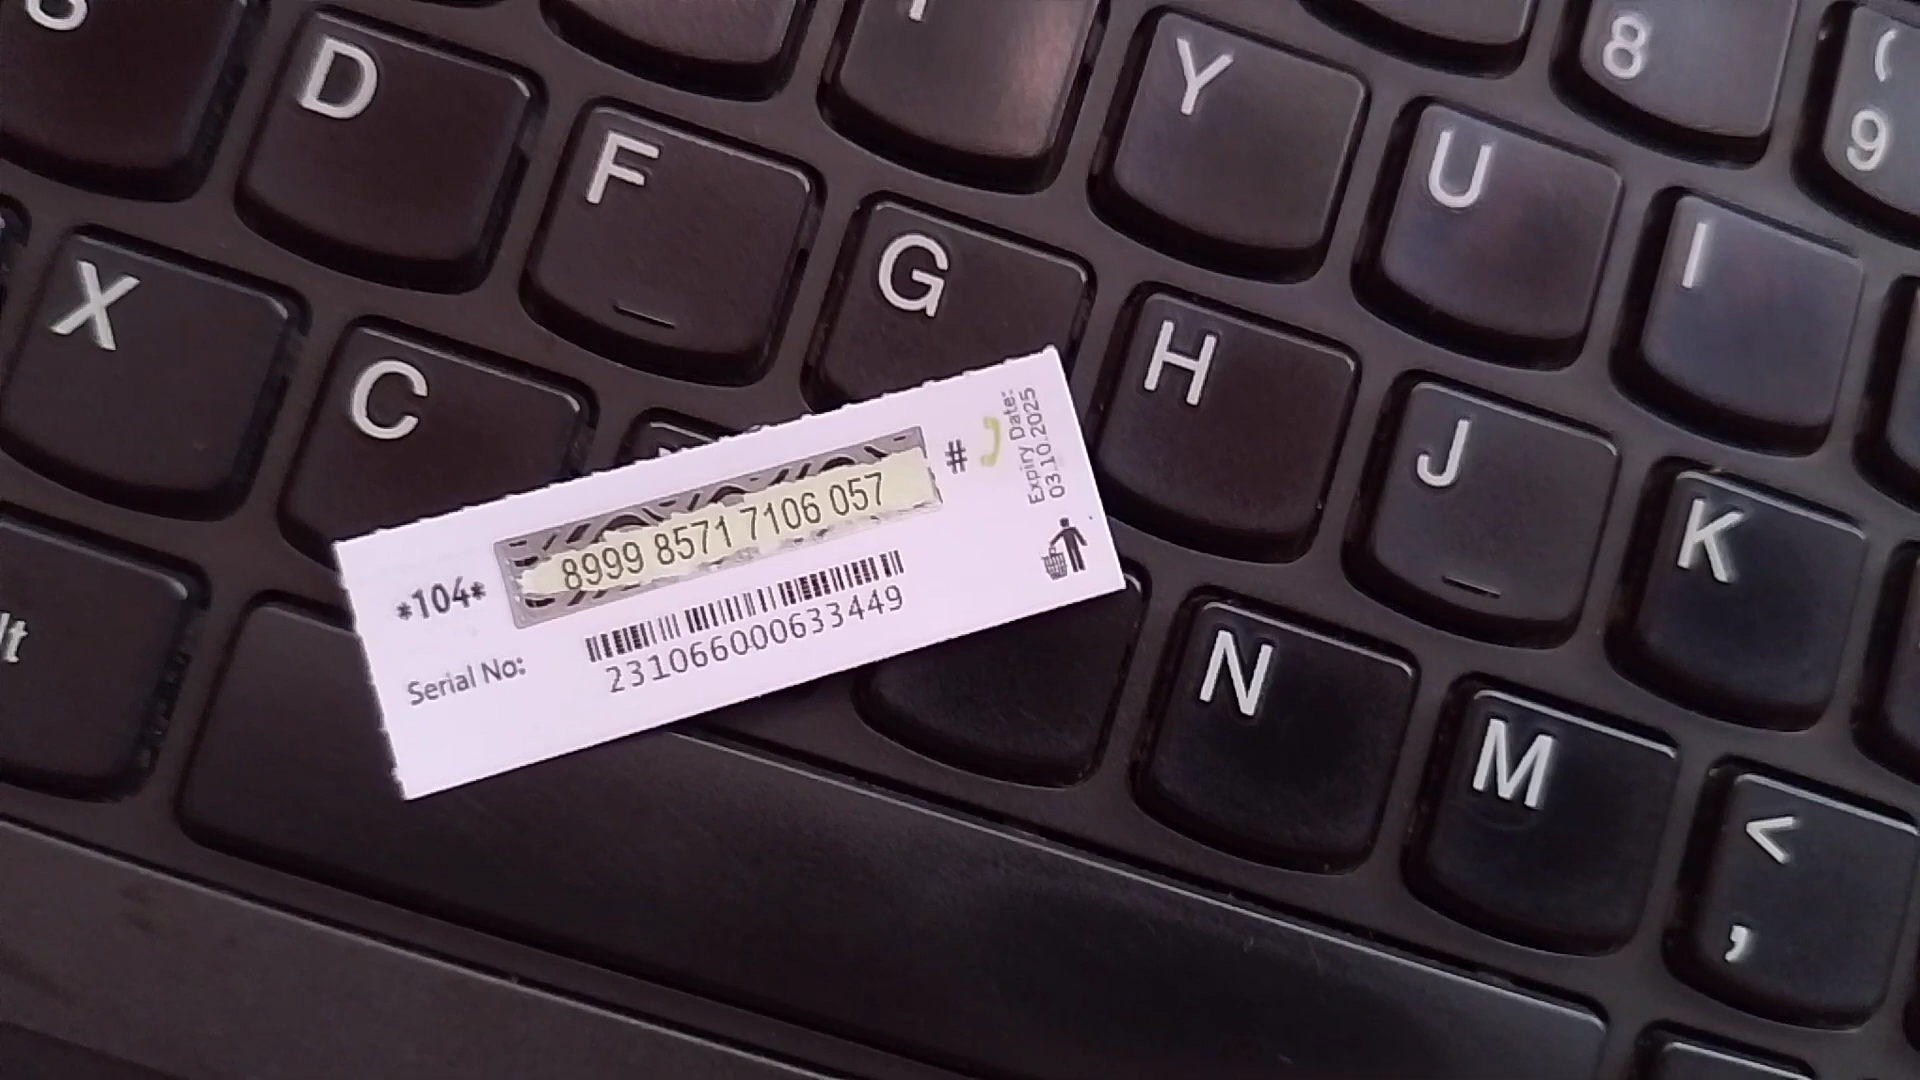 D
F
Y
8
(
9
U
X
G
I
C
H
J
K
Expiry Date:
03.10.2025
*104* 8999 8571 7106 057 #
Serial No: 231066000633449
N
M
<
,
lt